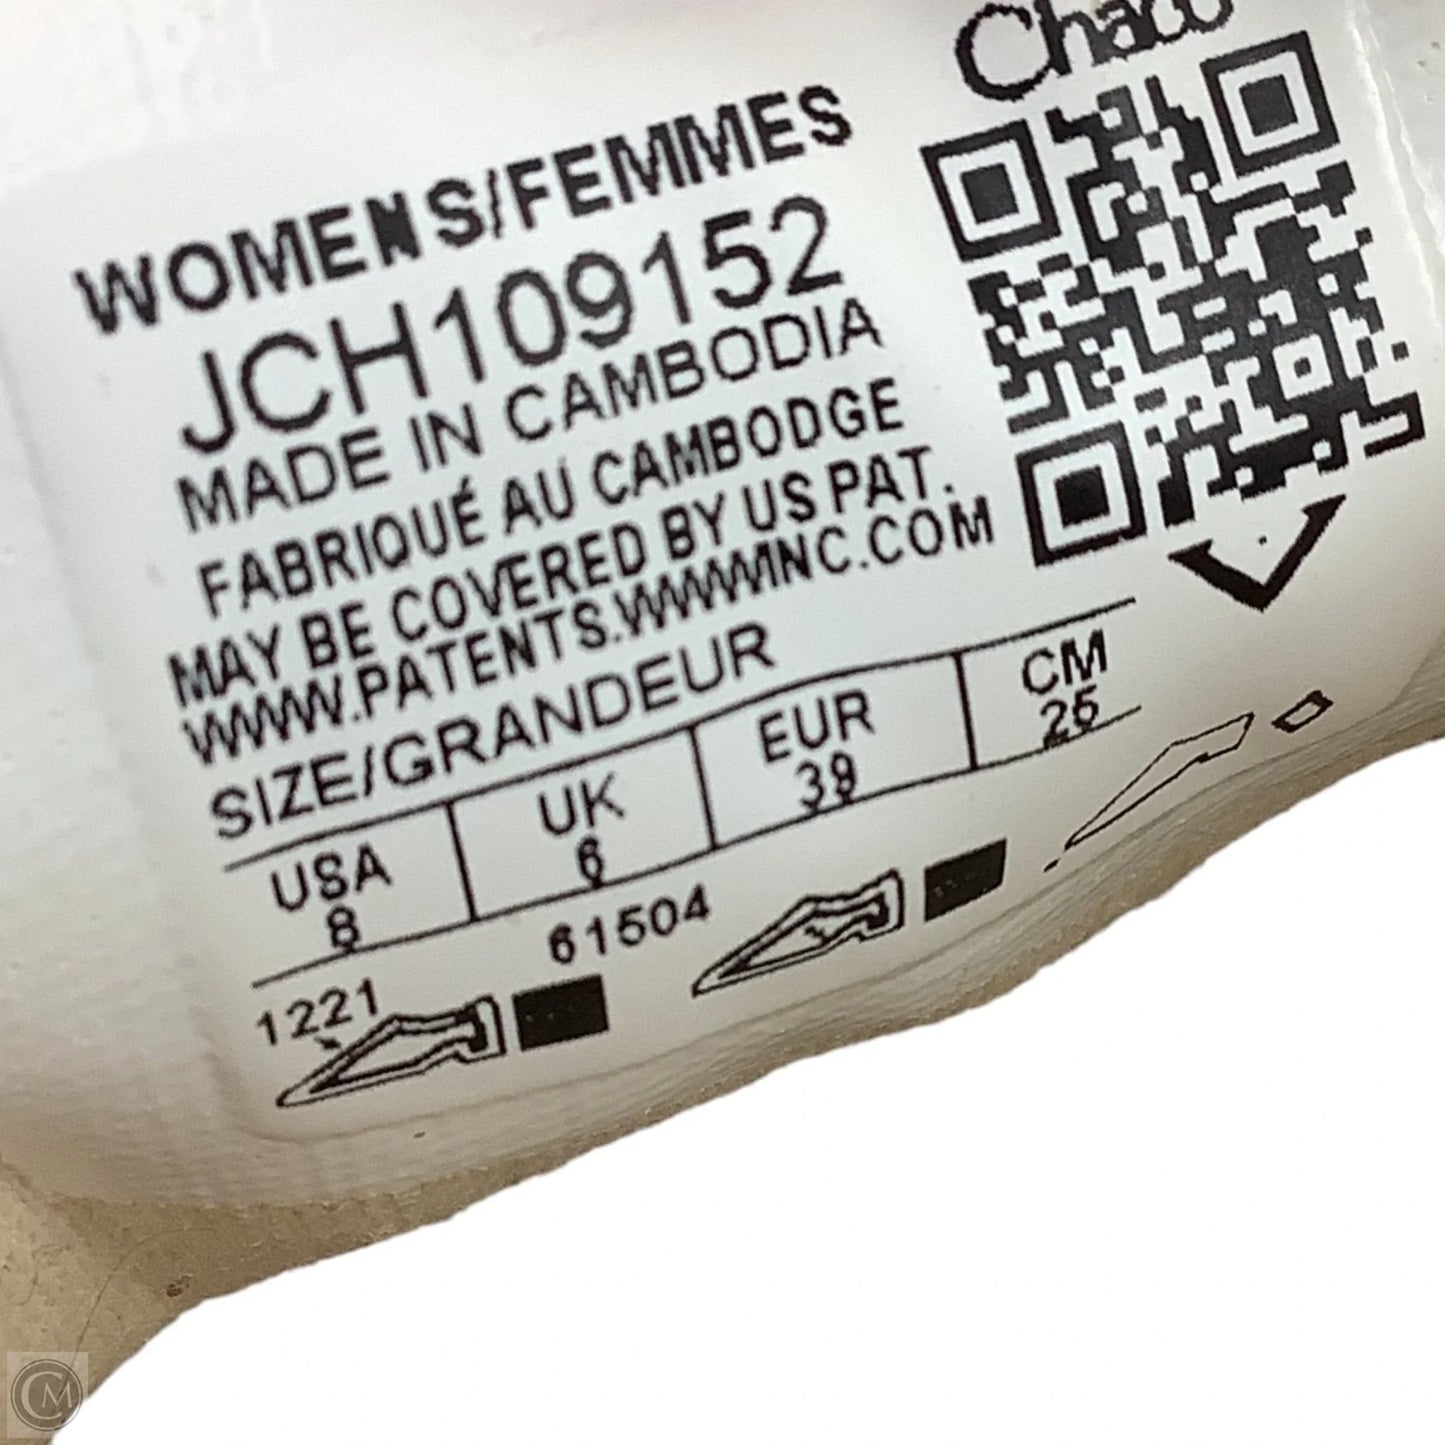 Chaco
WOMENS/FEMMES
JCH109152
MADE IN CAMBODIA
FABRIQUÉ AU CAMBODGE
MAY BE COVERED BY US PAT.
WWW.PATENTS.WWWINC.COM
SIZE/GRANDEUR
USA UK EUR CM
8 6 39 25
1221 61504
CM